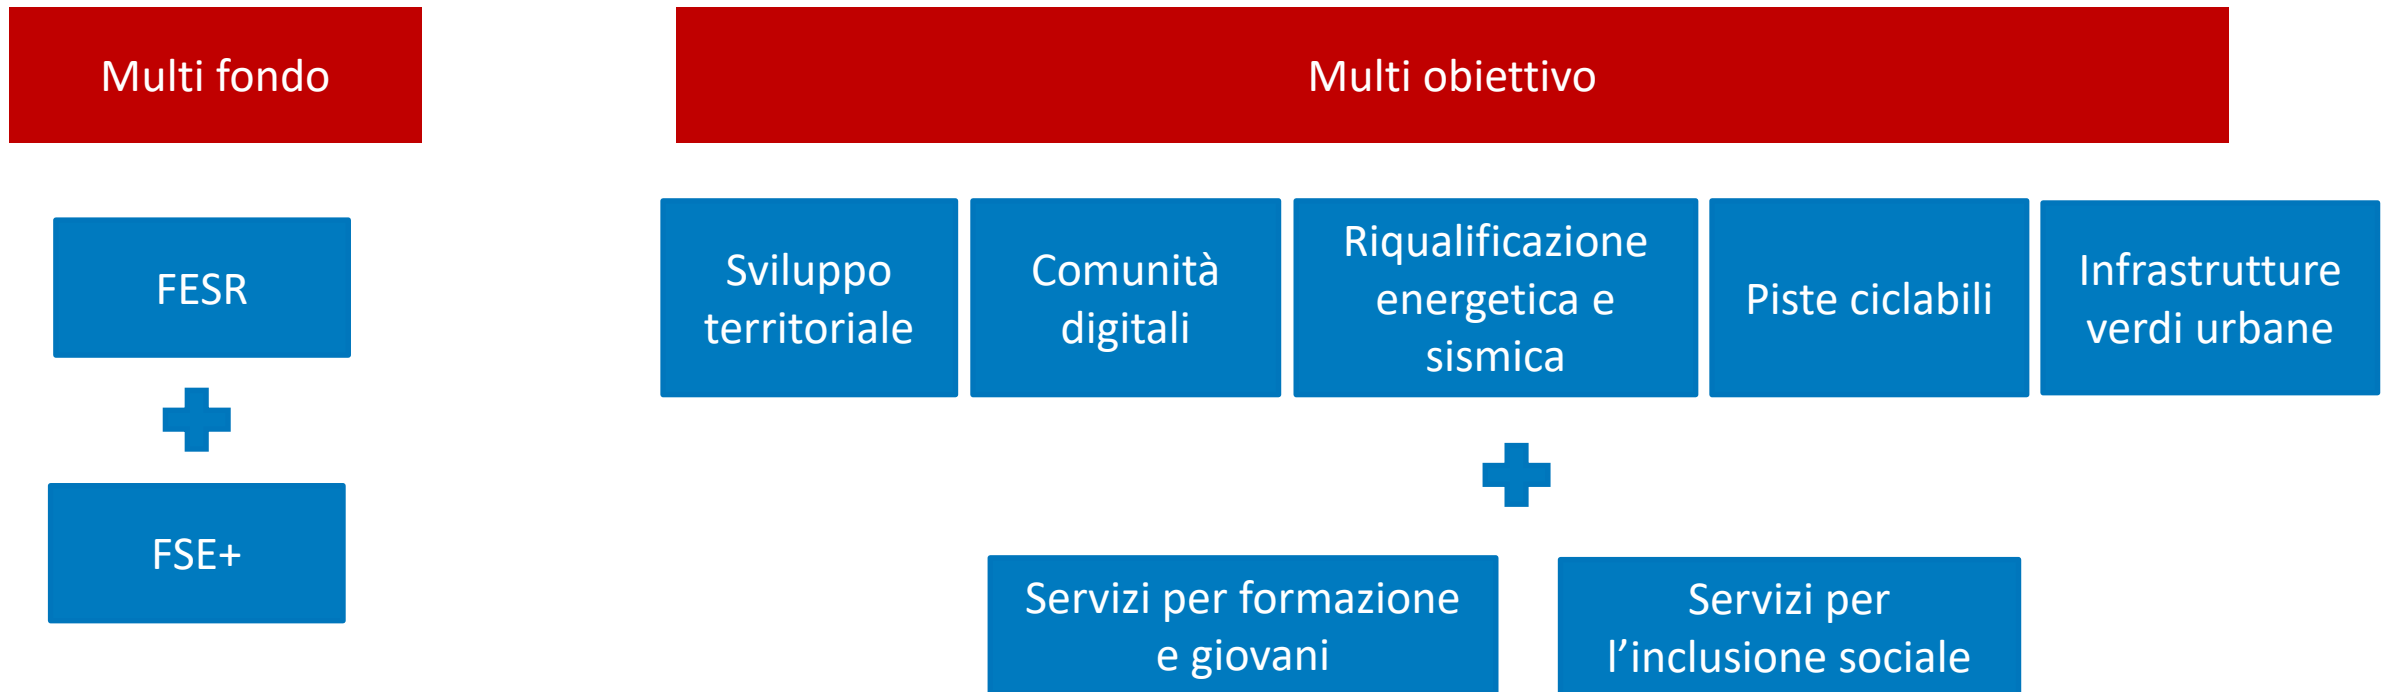 Multi fondo
Multi obiettivo
FESR
FSE+
Sviluppo
territoriale
Comunità
digitali
Riqualificazione
energetica e
sismica
Piste ciclabili
Infrastrutture
verdi urbane
Servizi per formazione
e giovani
Servizi per
l’inclusione sociale